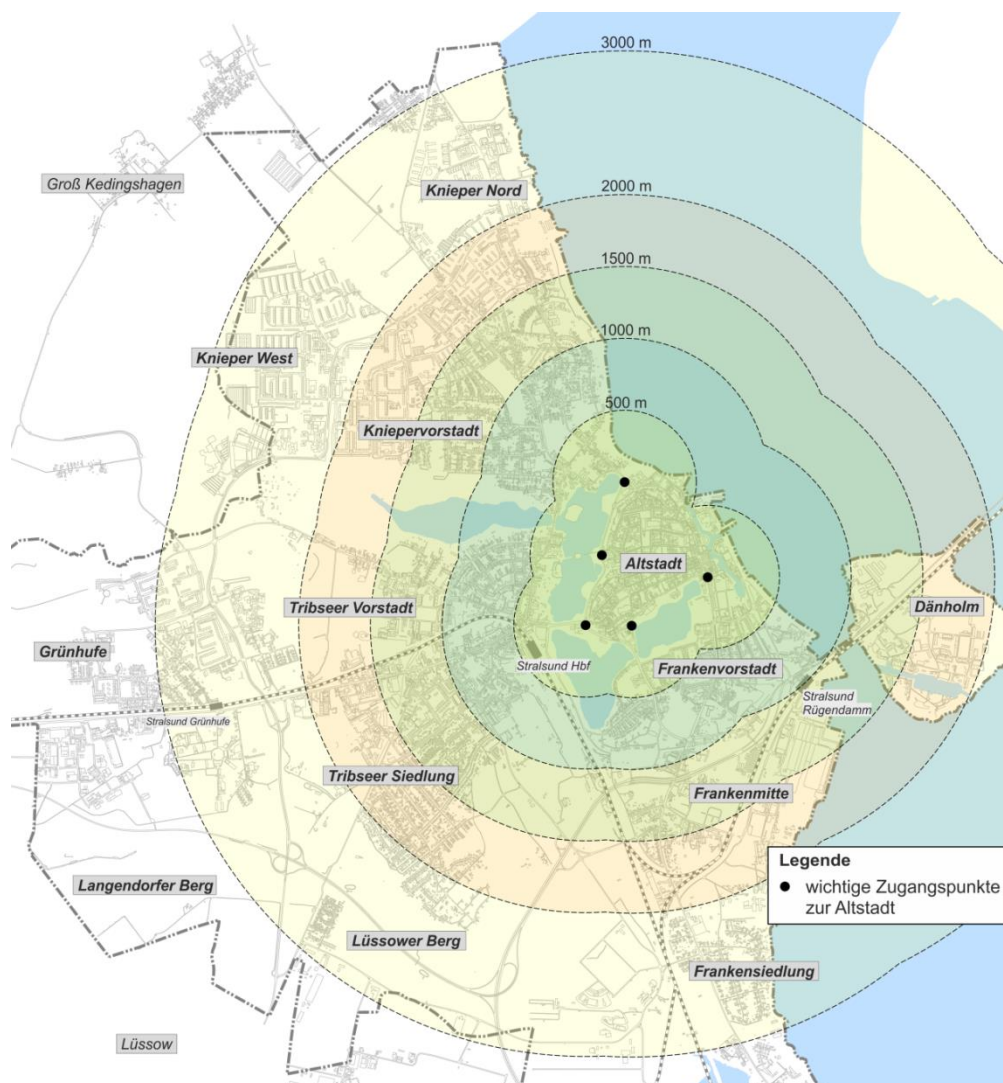 3000 m
Groß Kedingshagen
Knieper Nord
2000 m
1500 m
1000 m
Knieper West
500 m
Kniepervorstadt
Altstadt
Tribseer Vorstadt
Dänholm
Grünhufe
Stralsund Hbf
Frankenvorstadt
Stralsund
Rügendamm
Stralsund Grünhufe
Tribseer Siedlung
Frankenmitte
Legende
wichtige Zugangspunkte
zur Altstadt
Langendorfer Berg
Lüssower Berg
Frankensiedlung
Lüssow